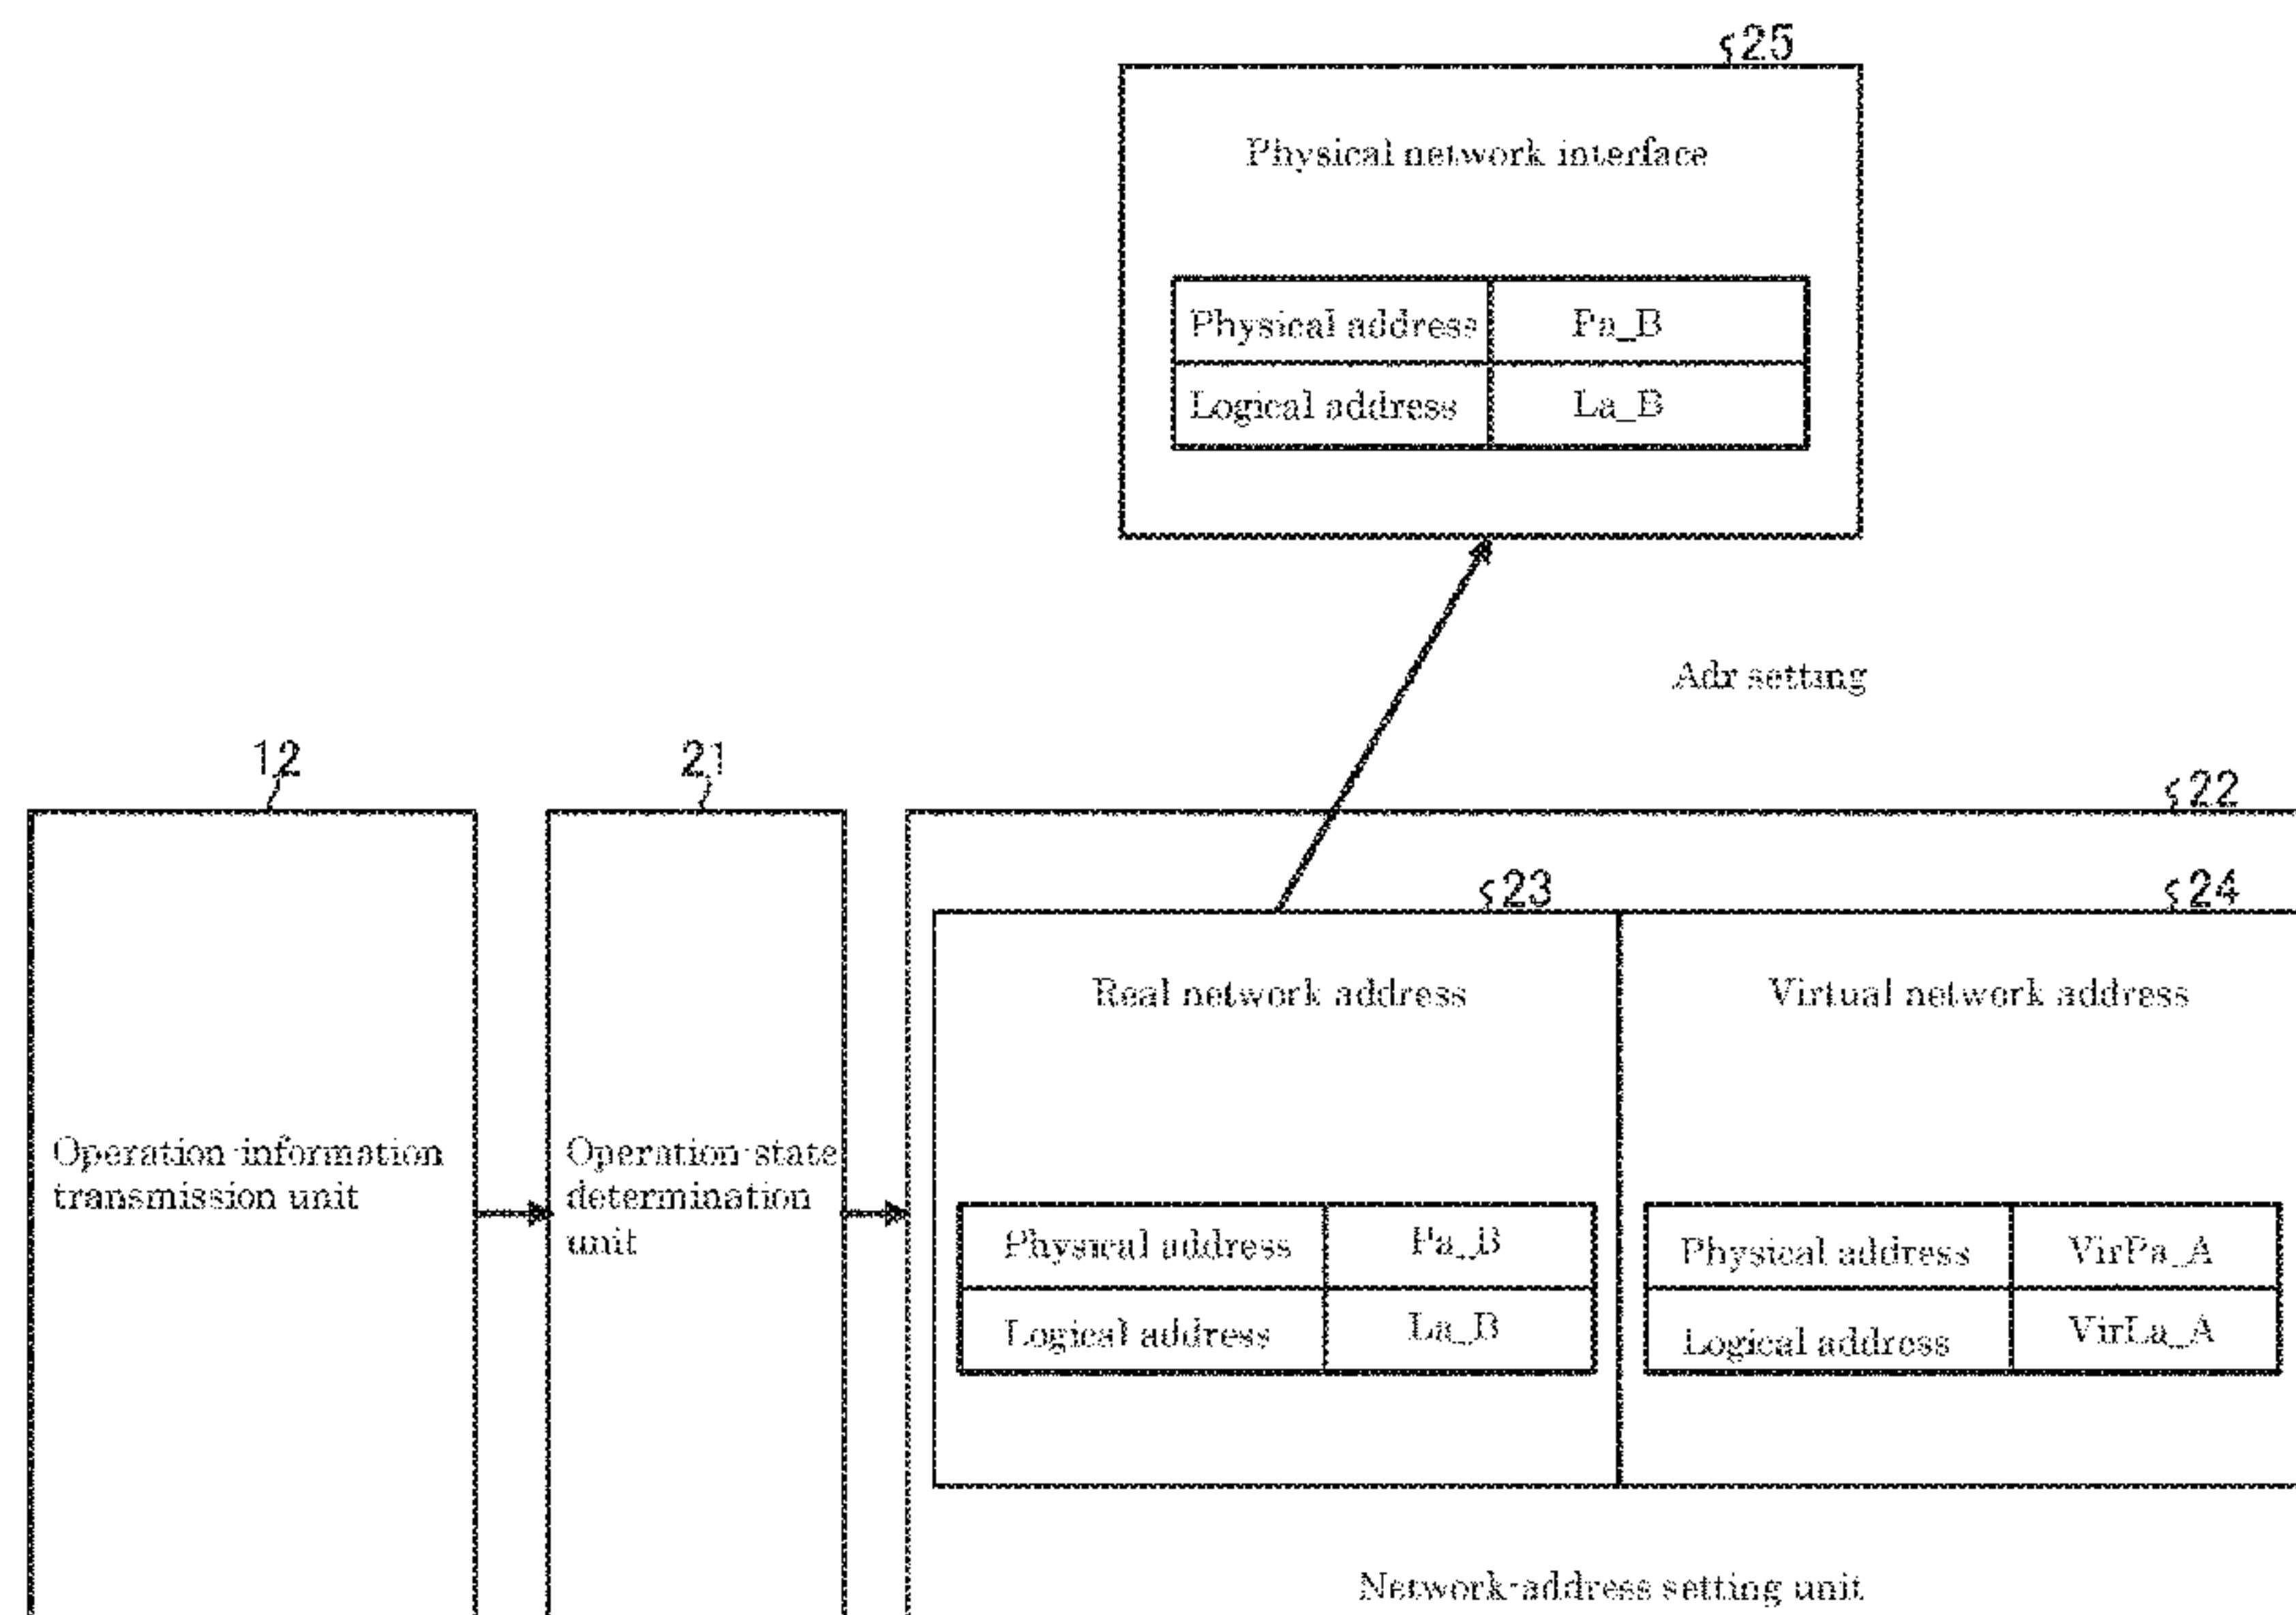 25
Physical network interface
Physical address Pa_B
Logical address La_B
Adr setting
12
21
22
23
24
Real network address
Virtual network address
Operation-information
transmission unit
Operation-state
determination
unit
Physical address Pa_B
Logical address La_B
Physical address VirPa_A
Logical address VirLa_A
Network-address setting unit